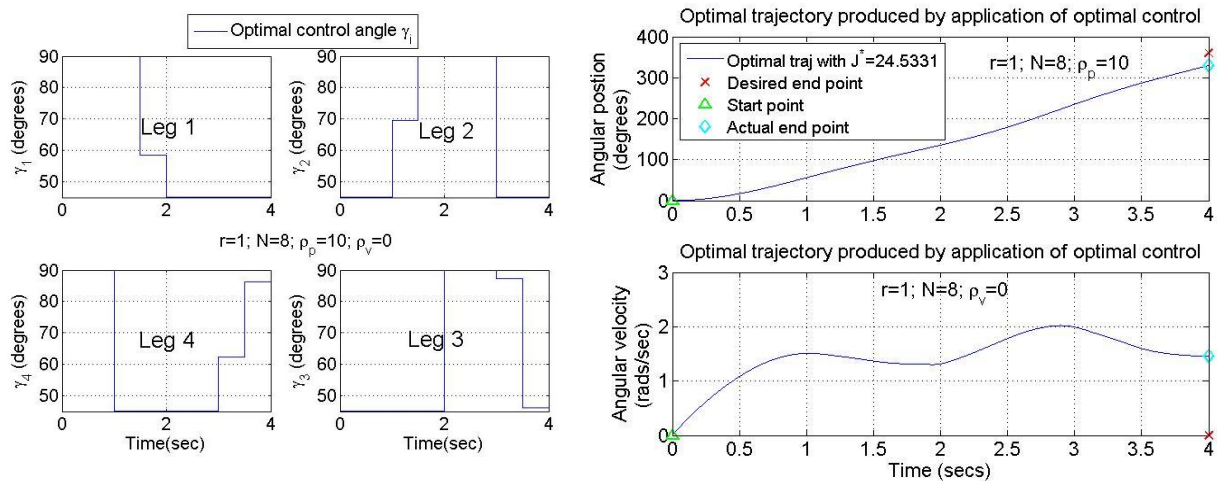 Optimal control angle γi
90
80
70
60
50
γ1 (degrees)
Leg 1
0
2
4
90
80
70
60
50
γ2 (degrees)
Leg 2
0
2
4
r=1; N=8; ρp=10; ρv=0
90
80
70
60
50
γ4 (degrees)
Leg 4
0
2
4
Time(sec)
90
80
70
60
50
γ3 (degrees)
Leg 3
0
2
4
Time(sec)
Optimal trajectory produced by application of optimal control
400
300
200
100
0
Angular postion
(degrees)
Optimal traj with J*=24.5331
Desired end point
Start point
Actual end point
r=1; N=8; ρp=10
0
0.5
1
1.5
2
2.5
3
3.5
4
Optimal trajectory produced by application of optimal control
3
2
1
0
Angular velocity
(rads/sec)
r=1; N=8; ρv=0
0
0.5
1
1.5
2
2.5
3
3.5
4
Time (secs)